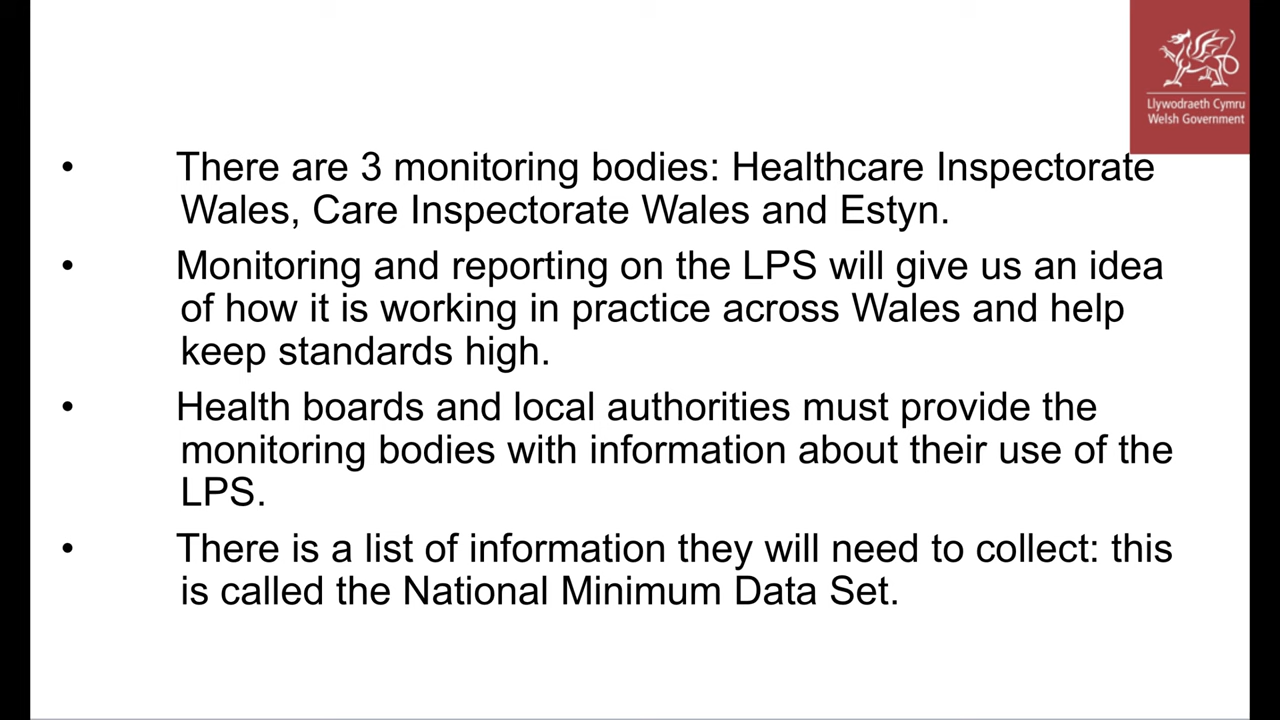 Llywodraeth Cymru
Welsh Government
• There are 3 monitoring bodies: Healthcare Inspectorate
Wales, Care Inspectorate Wales and Estyn.
• Monitoring and reporting on the LPS will give us an idea
of how it is working in practice across Wales and help
keep standards high.
• Health boards and local authorities must provide the
monitoring bodies with information about their use of the
LPS.
• There is a list of information they will need to collect: this
is called the National Minimum Data Set.